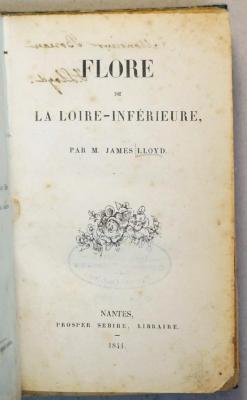 FLORE
DE
LA LOIRE-INFÉRIEURE,
PAR M. JAMES LLOYD.
NANTES,
PROSPER SEBIRE, LIBRAIRE.
1844.